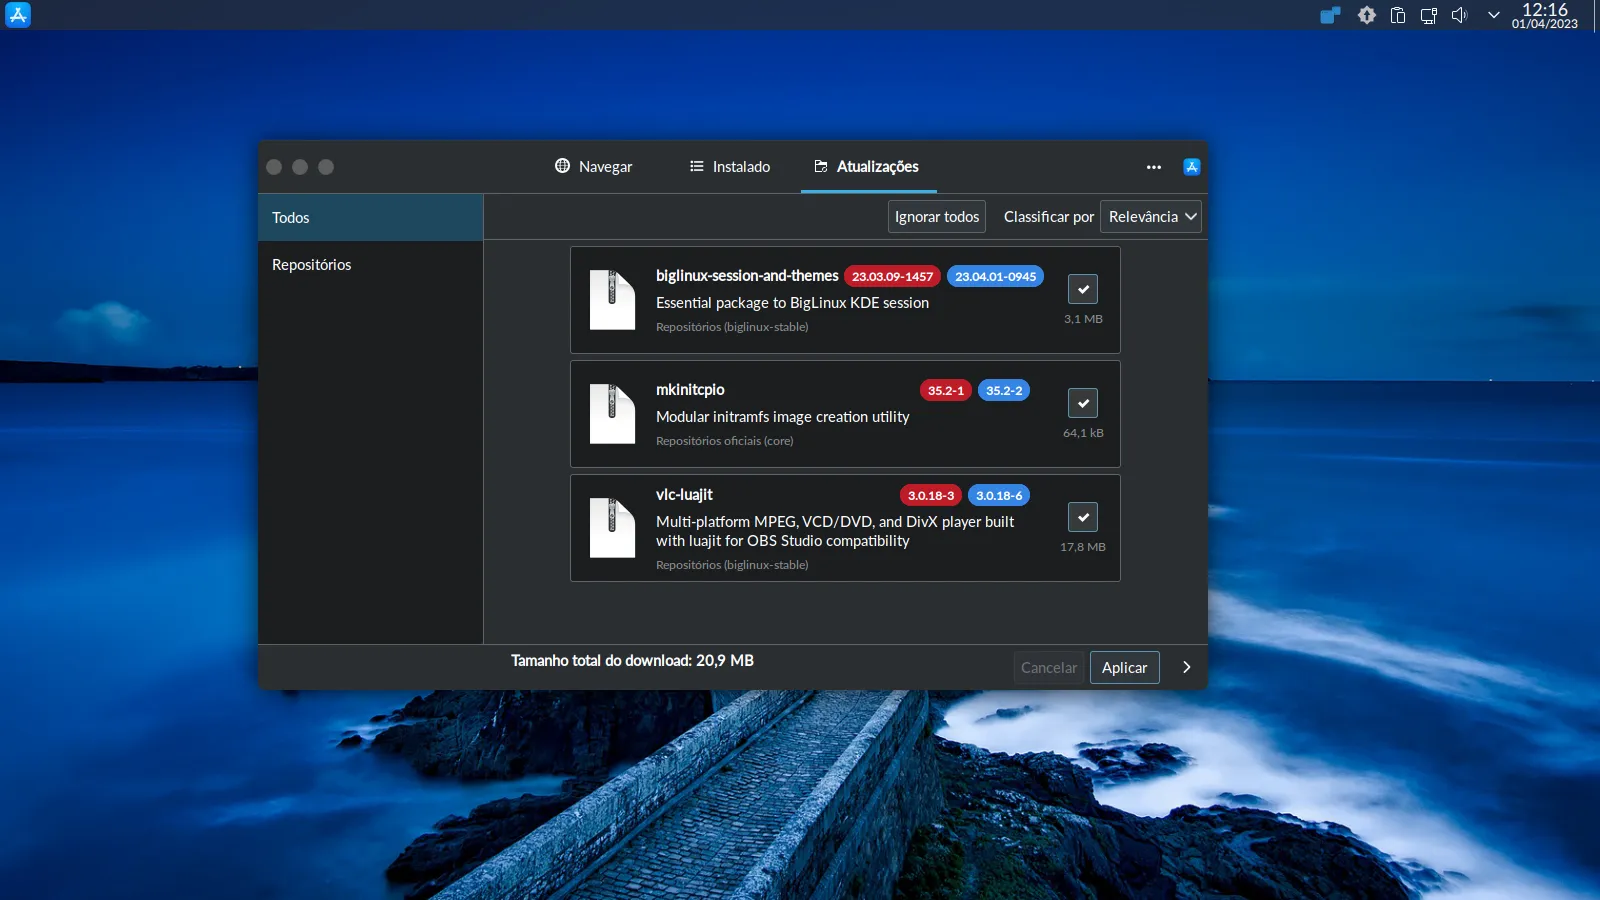 12:16
01/04/2023
Navegar
Instalado
Atualizações
Todos
Repositórios
Ignorar todos
Classificar por
Relevância
biglinux-session-and-themes 23.03.09-1457 23.04.01-0945
Essential package to BigLinux KDE session
Repositórios (biglinux-stable)
3,1 MB
mkinitcpio 35.2-1 35.2-2
Modular initramfs image creation utility
Repositórios oficiais (core)
64,1 kB
vlc-luajit 3.0.18-3 3.0.18-6
Multi-platform MPEG, VCD/DVD, and DivX player built
with luajit for OBS Studio compatibility
Repositórios (biglinux-stable)
17,8 MB
Tamanho total do download: 20,9 MB
Cancelar
Aplicar